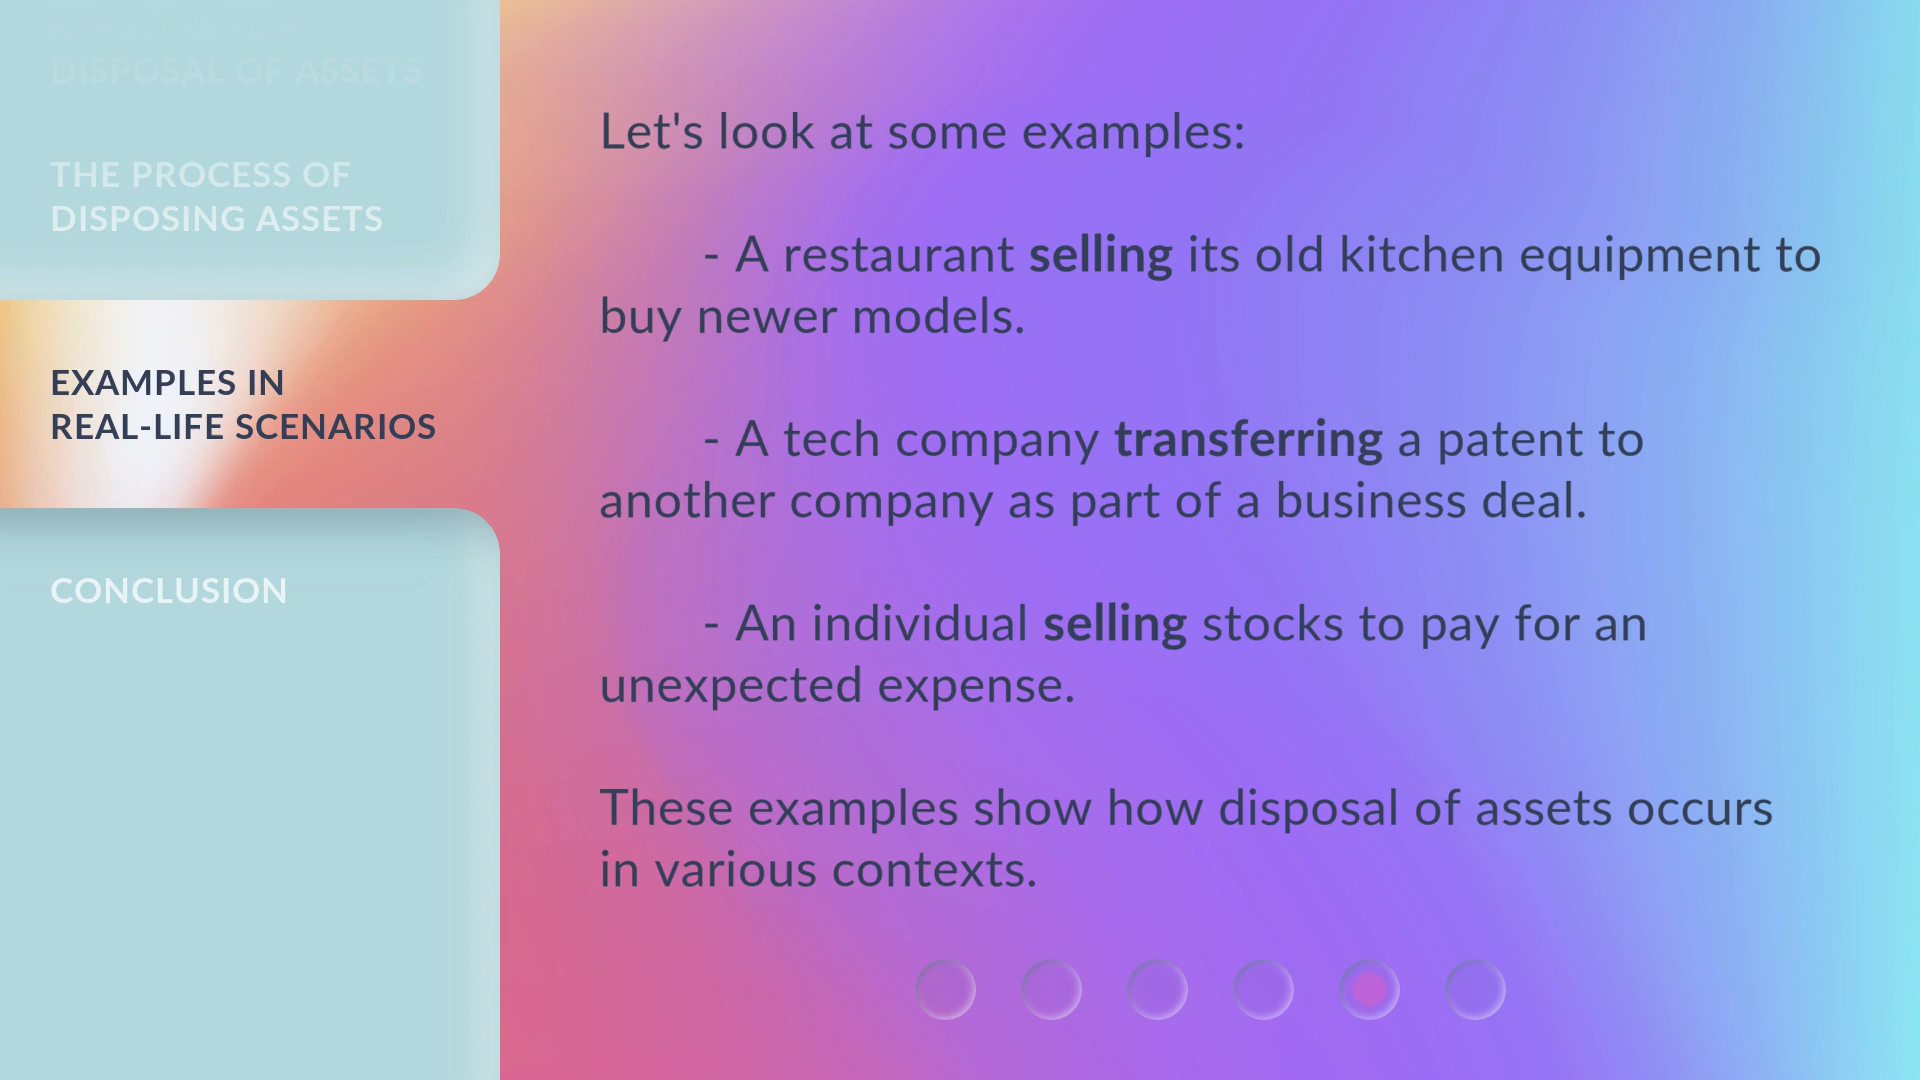 DISPOSAL OF ASSETS
THE PROCESS OF
DISPOSING ASSETS
EXAMPLES IN
REAL-LIFE SCENARIOS
CONCLUSION
Let's look at some examples:
- A restaurant selling its old kitchen equipment to
buy newer models.
- A tech company transferring a patent to
another company as part of a business deal.
- An individual selling stocks to pay for an
unexpected expense.
These examples show how disposal of assets occurs
in various contexts.